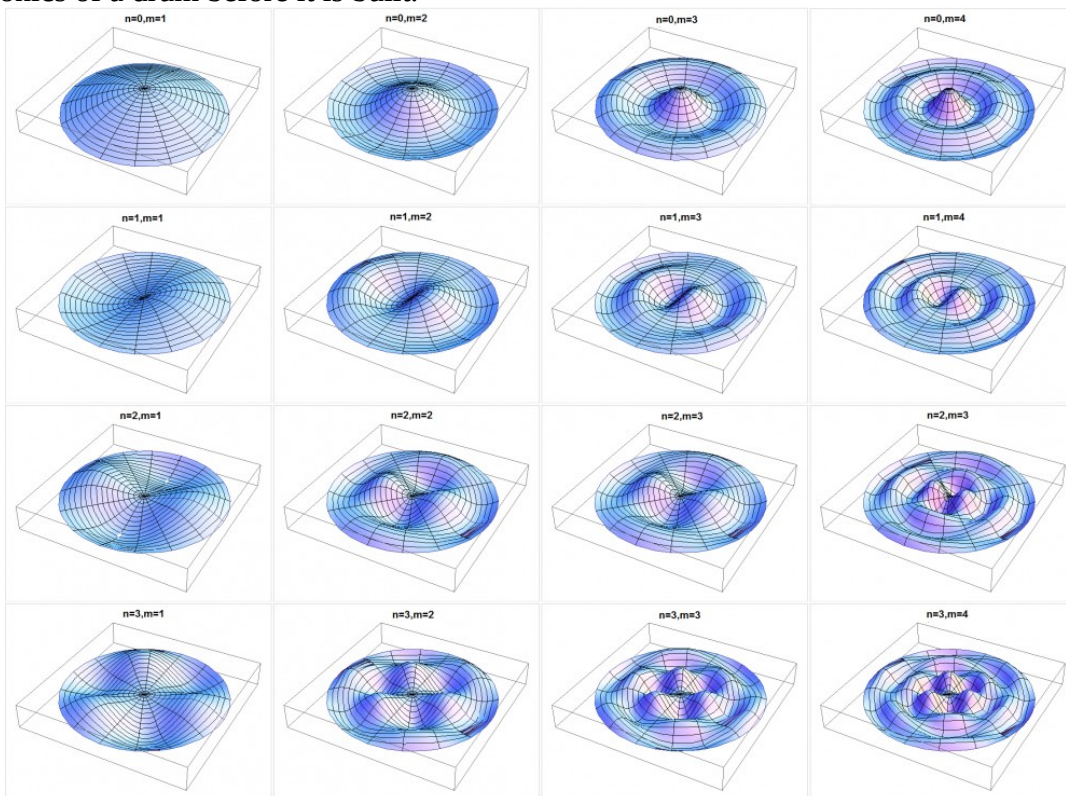 of a drum before it is built.
n=0,m=1
n=0,m=2
n=0,m=3
n=0,m=4
n=1,m=1
n=1,m=2
n=1,m=3
n=1,m=4
n=2,m=1
n=2,m=2
n=2,m=3
n=2,m=3
n=3,m=1
n=3,m=2
n=3,m=3
n=3,m=4